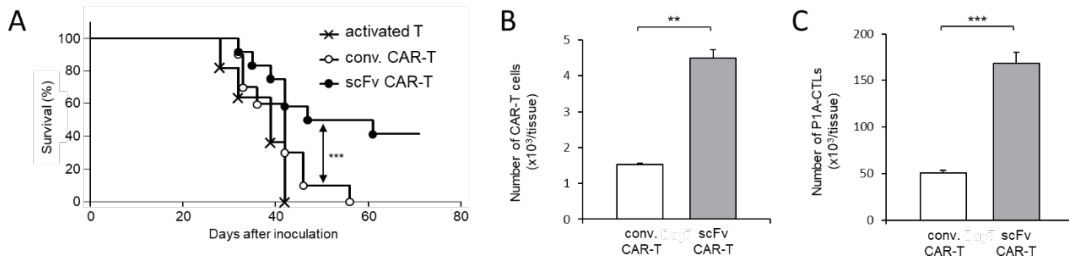 A
activated T
conv. CAR-T
scFv CAR-T
Survival (%)
100
80
60
40
20
0
***
0
20
40
60
80
Days after inoculation
B
**
Number of CAR-T cells
(x10³/tissue)
5
4
3
2
1
0
conv.
CAR-T
scFv
CAR-T
C
***
Number of P1A-CTLs
(x10³/tissue)
200
150
100
50
0
conv.
CAR-T
scFv
CAR-T